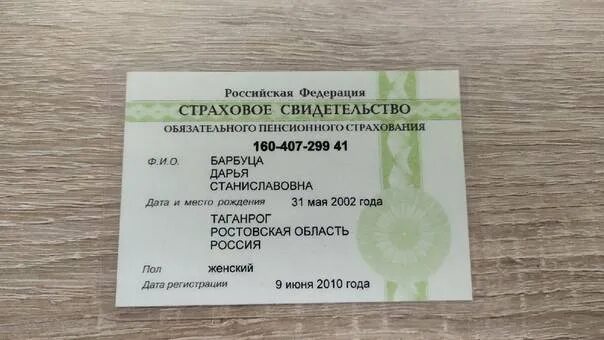 Российская Федерация
СТРАХОВОЕ СВИДЕТЕЛЬСТВО
ОБЯЗАТЕЛЬНОГО ПЕНСИОННОГО СТРАХОВАНИЯ
160-407-299 41
Ф.И.О. БАРБУЦА
ДАРЬЯ
СТАНИСЛАВОВНА
Дата и место рождения 31 мая 2002 года
ТАГАНРОГ
РОСТОВСКАЯ ОБЛАСТЬ
РОССИЯ
Пол женский
Дата регистрации 9 июня 2010 года